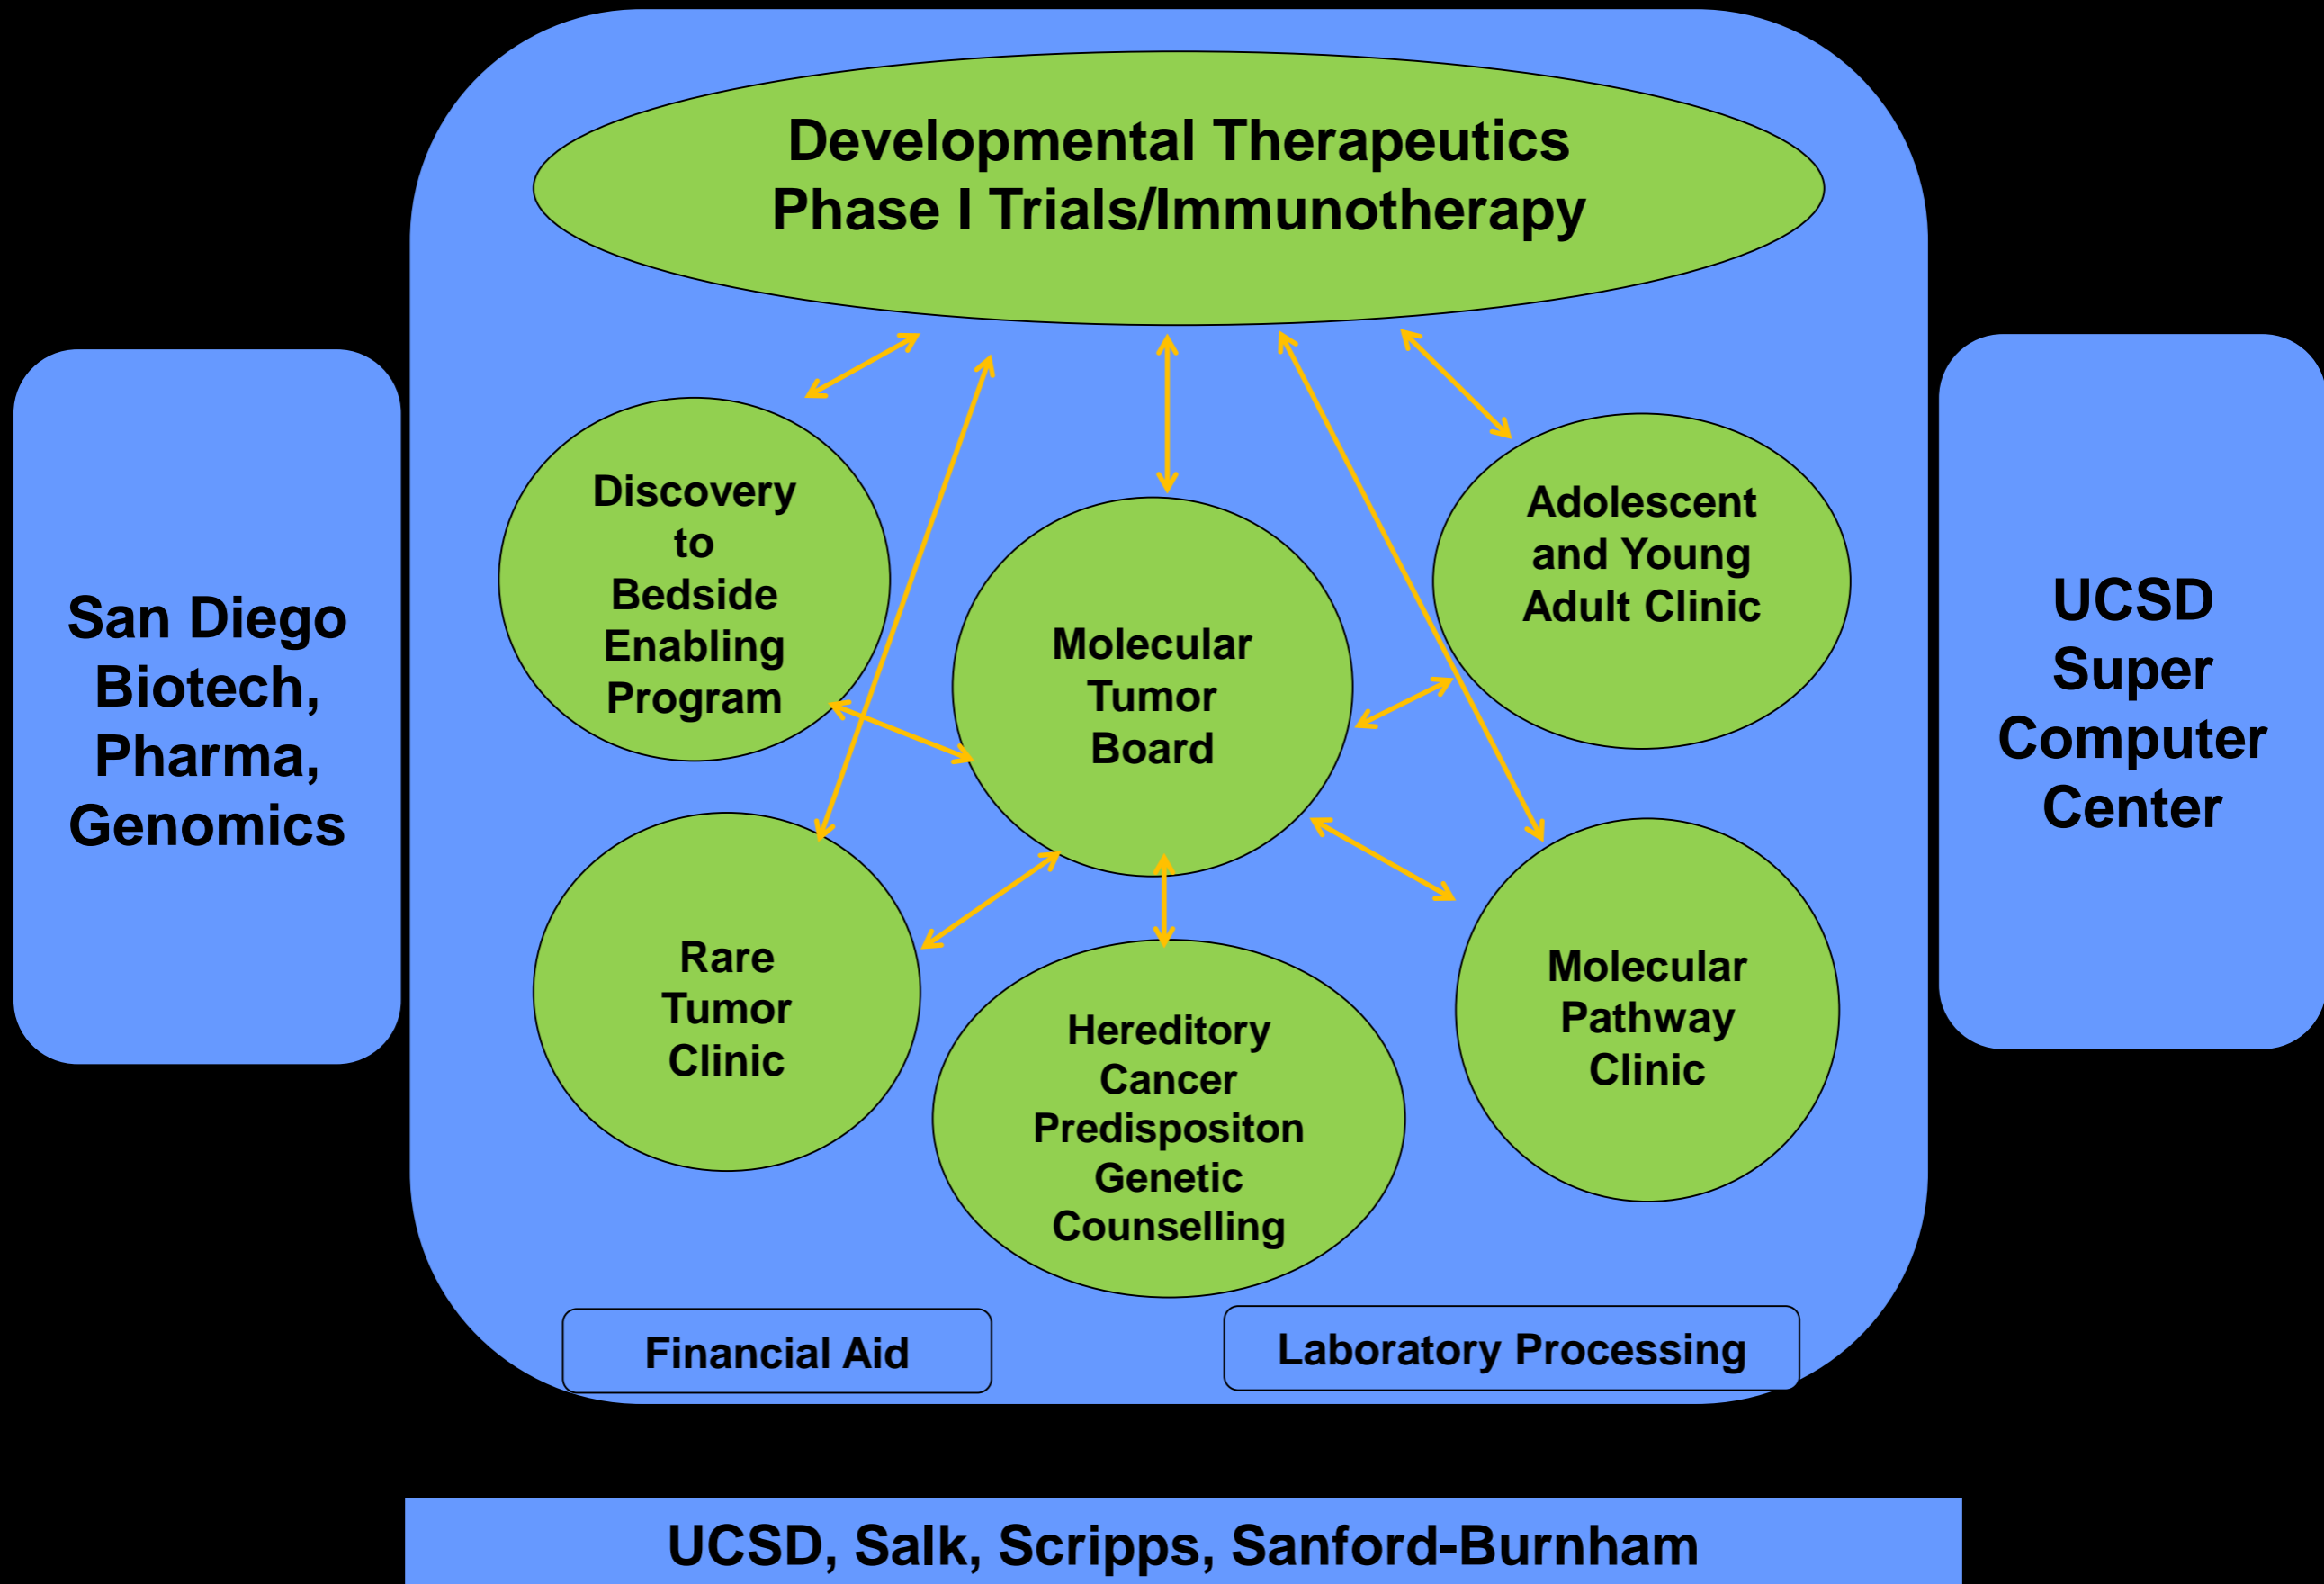 Developmental Therapeutics
Phase I Trials/Immunotherapy
San Diego
Biotech,
Pharma,
Genomics
Discovery
to
Bedside
Enabling
Program
Molecular
Tumor
Board
Adolescent
and Young
Adult Clinic
UCSD
Super
Computer
Center
Rare
Tumor
Clinic
Hereditory
Cancer
Predispositon
Genetic
Counselling
Molecular
Pathway
Clinic
Financial Aid
Laboratory Processing
UCSD, Salk, Scripps, Sanford-Burnham